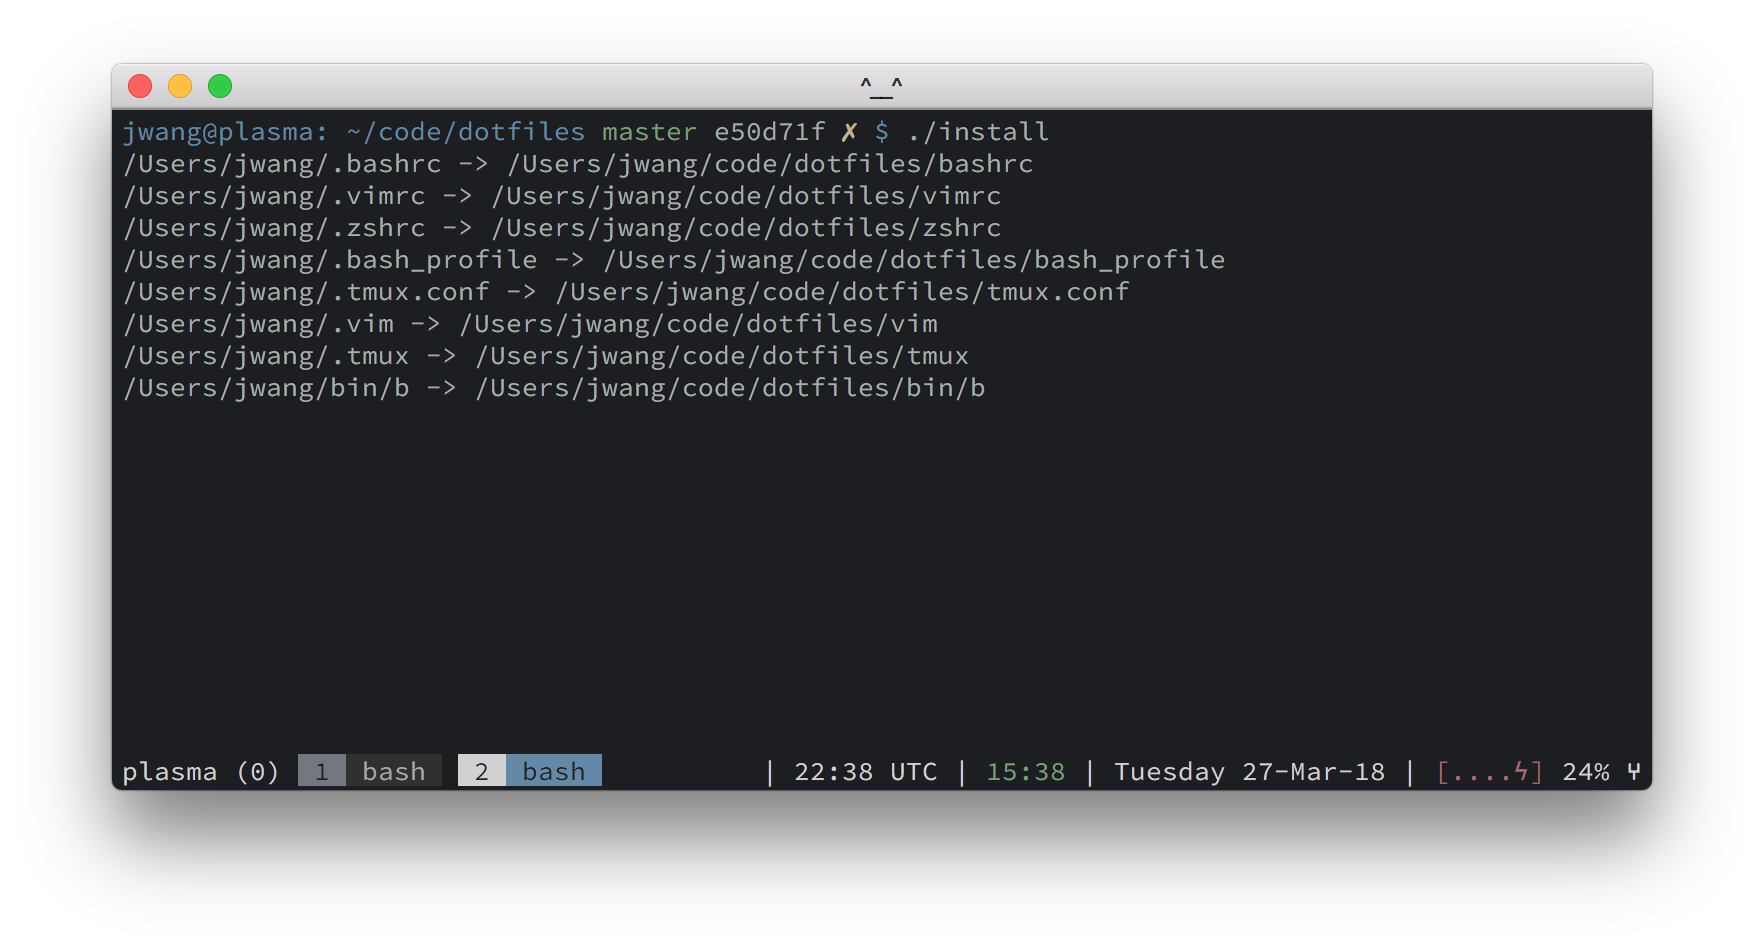 ^__^
jwang@plasma: ~/code/dotfiles master e50d71f ✗ $ ./install
/Users/jwang/.bashrc -> /Users/jwang/code/dotfiles/bashrc
/Users/jwang/.vimrc -> /Users/jwang/code/dotfiles/vimrc
/Users/jwang/.zshrc -> /Users/jwang/code/dotfiles/zshrc
/Users/jwang/.bash_profile -> /Users/jwang/code/dotfiles/bash_profile
/Users/jwang/.tmux.conf -> /Users/jwang/code/dotfiles/tmux.conf
/Users/jwang/.vim -> /Users/jwang/code/dotfiles/vim
/Users/jwang/.tmux -> /Users/jwang/code/dotfiles/tmux
/Users/jwang/bin/b -> /Users/jwang/code/dotfiles/bin/b
plasma (0) 1 bash 2 bash | 22:38 UTC | 15:38 | Tuesday 27-Mar-18 | [....ϟ] 24% ⑂